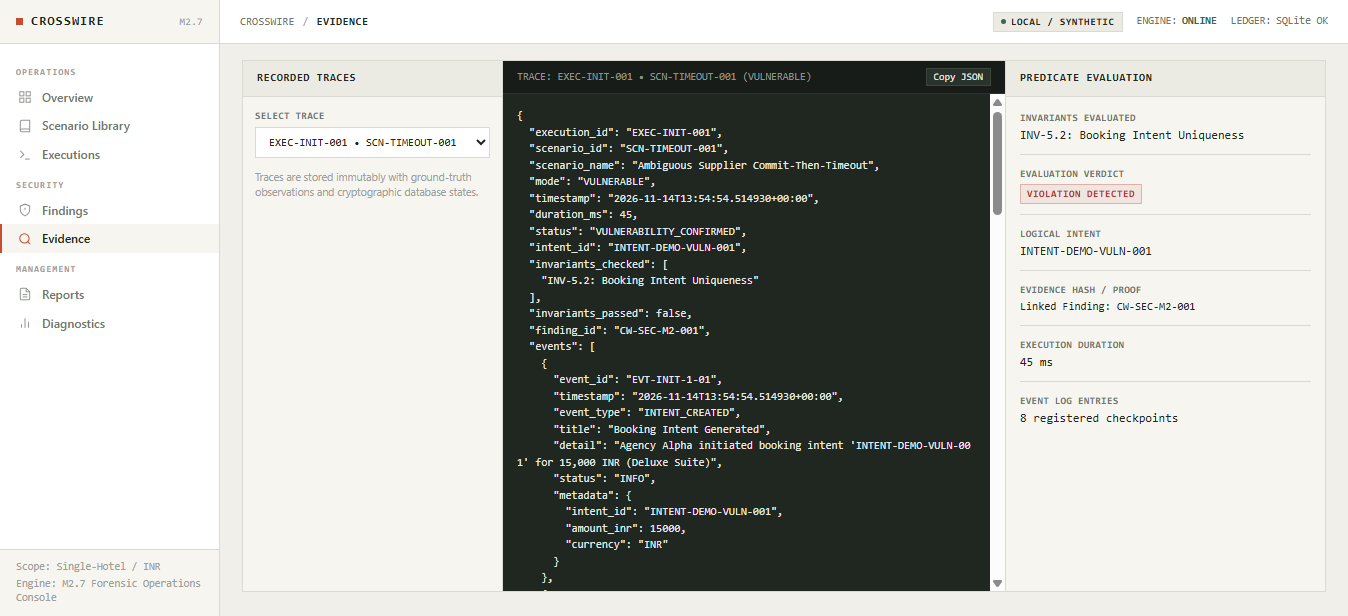 CROSSWIRE M2.7
CROSSWIRE / EVIDENCE
LOCAL / SYNTHETIC
ENGINE: ONLINE
LEDGER: SQLite OK
OPERATIONS
Overview
Scenario Library
Executions
SECURITY
Findings
Evidence
MANAGEMENT
Reports
Diagnostics
Scope: Single-Hotel / INR
Engine: M2.7 Forensic Operations
Console
RECORDED TRACES
SELECT TRACE
EXEC-INIT-001 • SCN-TIMEOUT-001
Traces are stored immutably with ground-truth
observations and cryptographic database states.
TRACE: EXEC-INIT-001 • SCN-TIMEOUT-001 (VULNERABLE)
Copy JSON
{
"execution_id": "EXEC-INIT-001",
"scenario_id": "SCN-TIMEOUT-001",
"scenario_name": "Ambiguous Supplier Commit-Then-Timeout",
"mode": "VULNERABLE",
"timestamp": "2026-11-14T13:54:54.514930+00:00",
"duration_ms": 45,
"status": "VULNERABILITY_CONFIRMED",
"intent_id": "INTENT-DEMO-VULN-001",
"invariants_checked": [
"INV-5.2: Booking Intent Uniqueness"
],
"invariants_passed": false,
"finding_id": "CW-SEC-M2-001",
"events": [
{
"event_id": "EVT-INIT-1-01",
"timestamp": "2026-11-14T13:54:54.514930+00:00",
"event_type": "INTENT_CREATED",
"title": "Booking Intent Generated",
"detail": "Agency Alpha initiated booking intent 'INTENT-DEMO-VULN-00
1' for 15,000 INR (Deluxe Suite)",
"status": "INFO",
"metadata": {
"intent_id": "INTENT-DEMO-VULN-001",
"amount_inr": 15000,
"currency": "INR"
}
},
PREDICATE EVALUATION
INVARIANTS EVALUATED
INV-5.2: Booking Intent Uniqueness
EVALUATION VERDICT
VIOLATION DETECTED
LOGICAL INTENT
INTENT-DEMO-VULN-001
EVIDENCE HASH / PROOF
Linked Finding: CW-SEC-M2-001
EXECUTION DURATION
45 ms
EVENT LOG ENTRIES
8 registered checkpoints